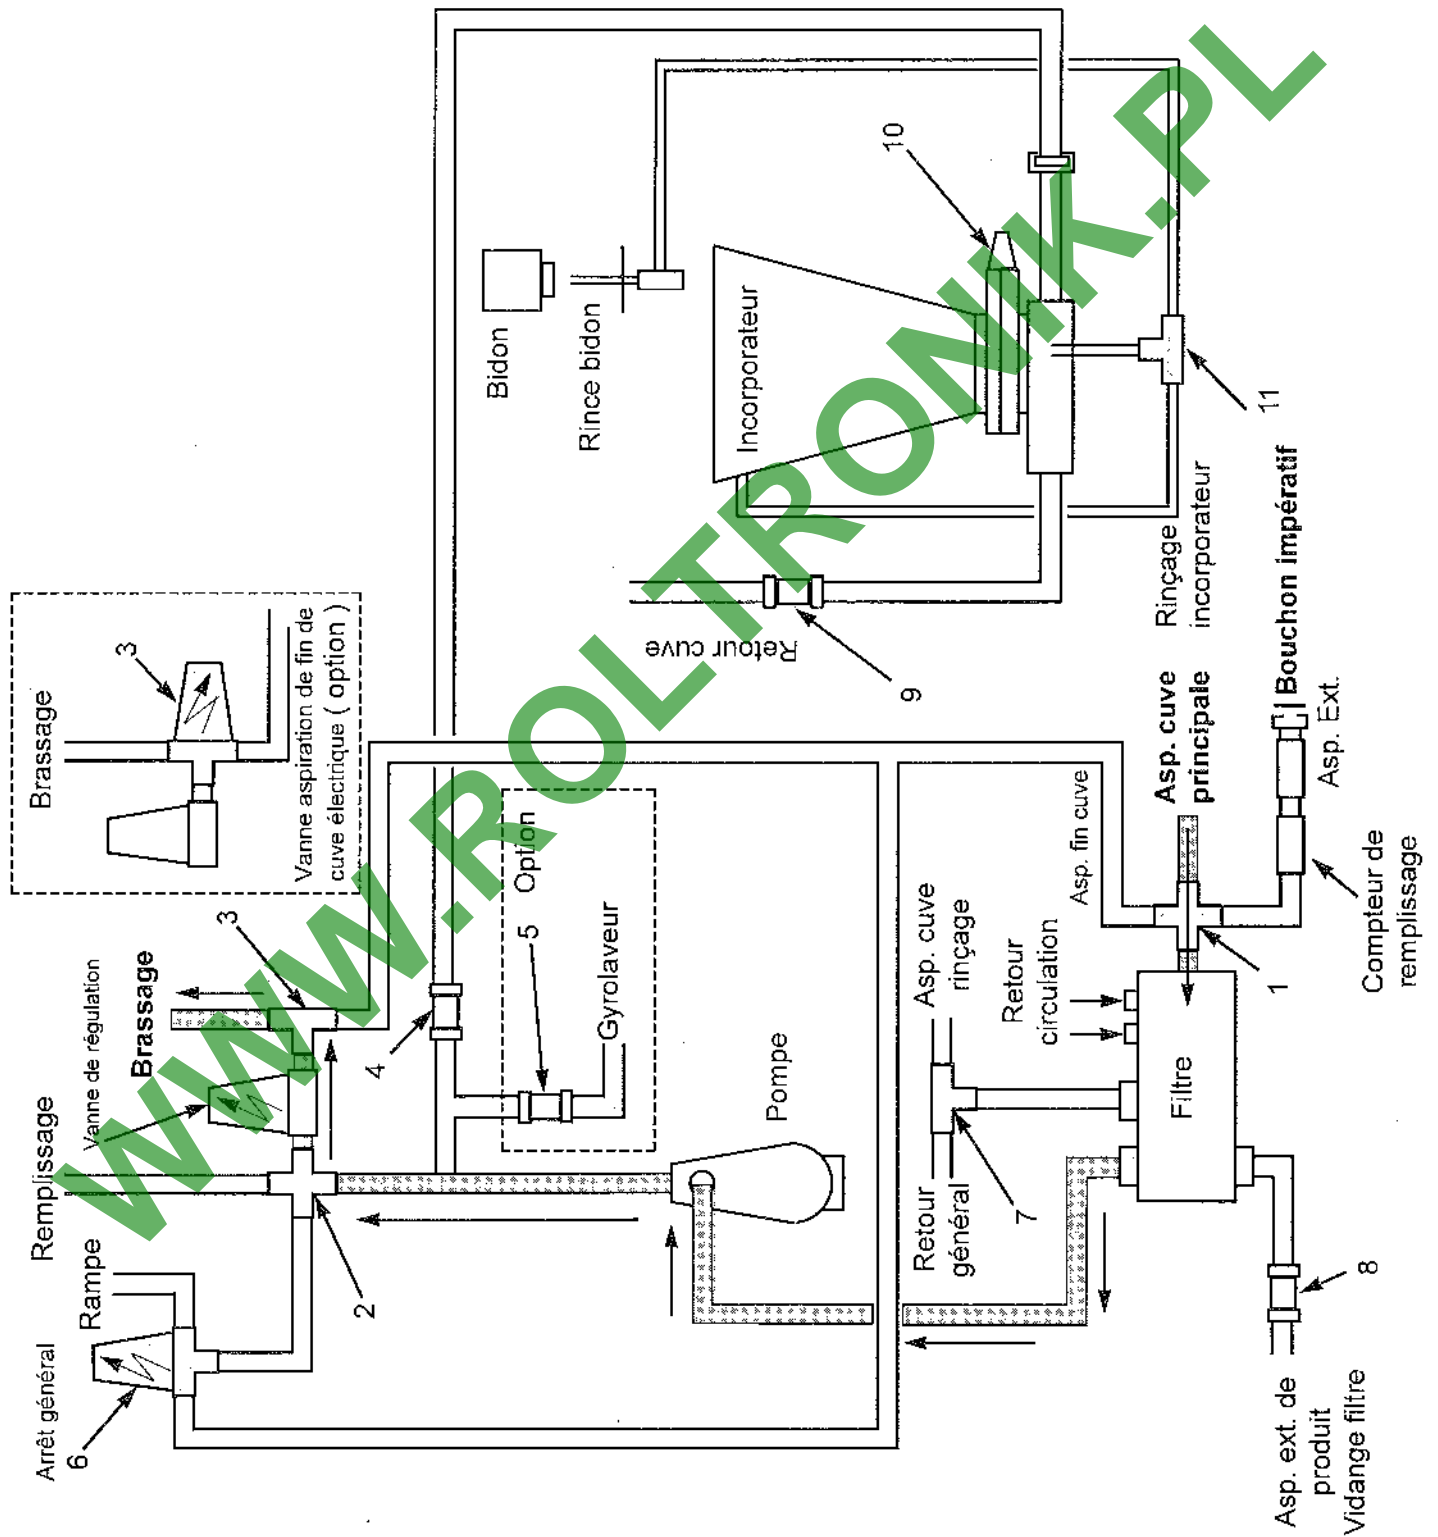 Arrêt général
6
Rampe
Remplissage
Vanne de régulation
Brassage
3
2
4
Option
5
Gyrolaveur
Pompe
Brassage
3
Vanne aspiration de fin de
cuve électrique ( option )
Bidon
Rince bidon
Incorporateur
10
11
Rinçage
incorporateur
Retour cuve
9
Retour
général
7
Asp. cuve
rinçage
Retour
circulation
Filtre
Asp. fin cuve
Asp. cuve
principale
1
Bouchon impératif
Asp. Ext.
Compteur de
remplissage
8
Asp. ext. de
produit
Vidange filtre
WWW.ROLTRONIK.PL